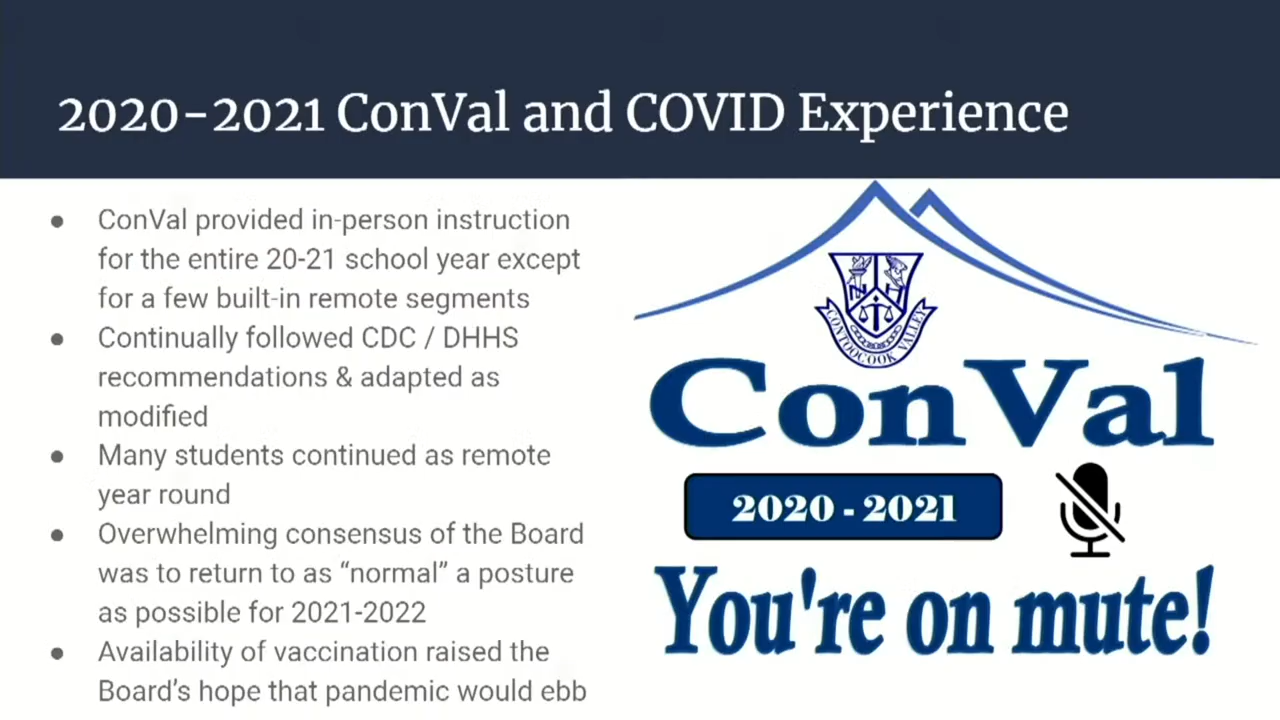 2020-2021 ConVal and COVID Experience
● ConVal provided in-person instruction
for the entire 20-21 school year except
for a few built-in remote segments
● Continually followed CDC / DHHS
recommendations & adapted as
modified
● Many students continued as remote
year round
● Overwhelming consensus of the Board
was to return to as “normal” a posture
as possible for 2021-2022
● Availability of vaccination raised the
Board’s hope that pandemic would ebb
CONTOOCOOK VALLEY
ConVal
2020 - 2021
You're on mute!